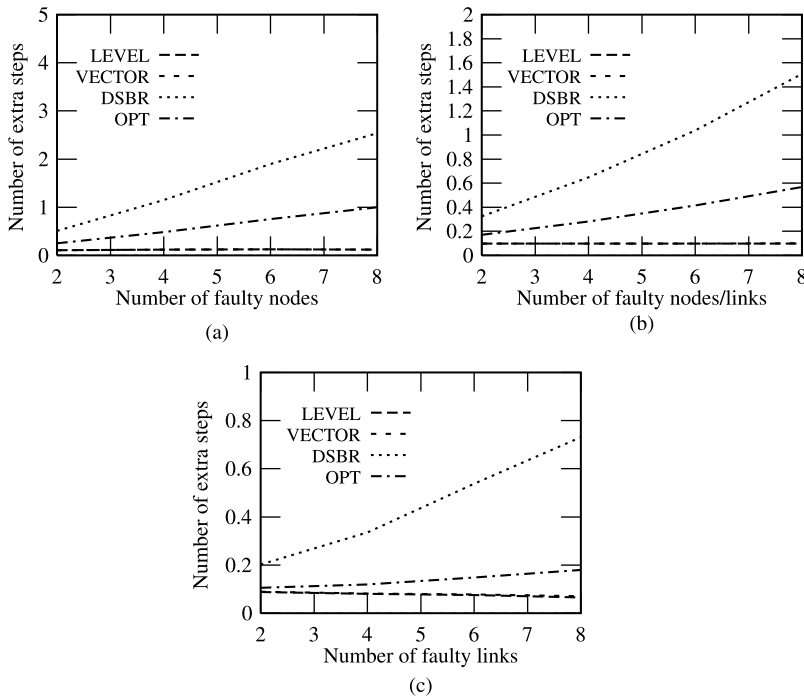 5
4
3
2
1
0
Number of extra steps
LEVEL
VECTOR
DSBR
OPT
2 3 4 5 6 7 8
Number of faulty nodes
(a)
2
1.8
1.6
1.4
1.2
1
0.8
0.6
0.4
0.2
0
Number of extra steps
LEVEL
VECTOR
DSBR
OPT
2 3 4 5 6 7 8
Number of faulty nodes/links
(b)
1
0.8
0.6
0.4
0.2
0
Number of extra steps
LEVEL
VECTOR
DSBR
OPT
2 3 4 5 6 7 8
Number of faulty links
(c)